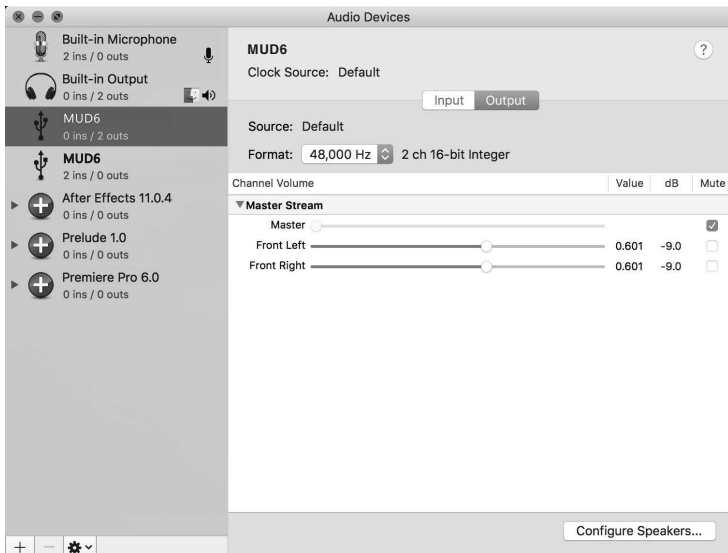 Audio Devices
Built-in Microphone
2 ins / 0 outs
Built-in Output
0 ins / 2 outs
MUD6
0 ins / 2 outs
MUD6
2 ins / 0 outs
After Effects 11.0.4
0 ins / 0 outs
Prelude 1.0
0 ins / 0 outs
Premiere Pro 6.0
0 ins / 0 outs
MUD6
?
Clock Source: Default
Input Output
Source: Default
Format: 48,000 Hz 2 ch 16-bit Integer
Channel Volume Value dB Mute
Master Stream
Master
Front Left 0.601 -9.0
Front Right 0.601 -9.0
Configure Speakers...